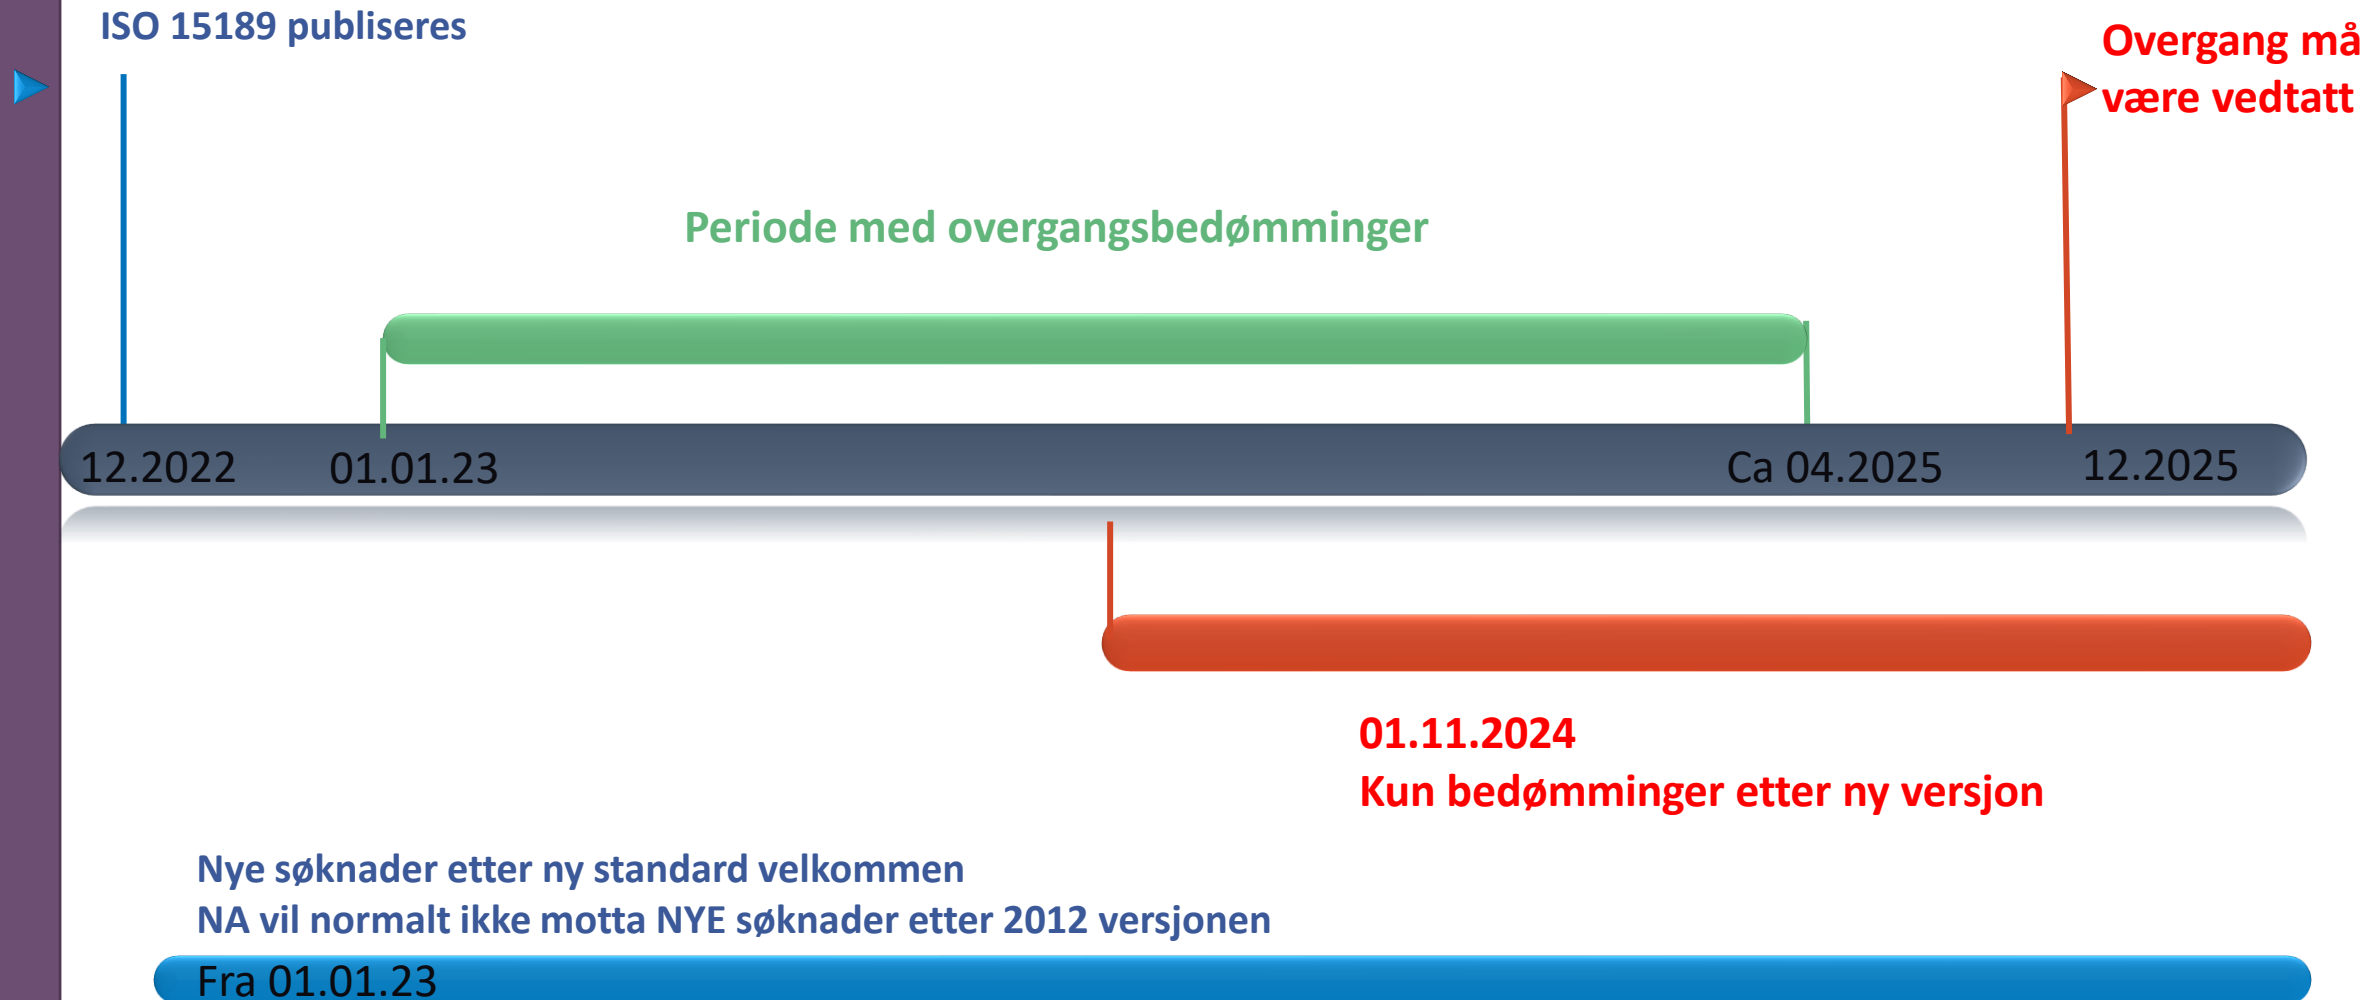 ISO 15189 publiseres
Overgang må
være vedtatt
Periode med overgangsbedømminger
12.2022
01.01.23
Ca 04.2025
12.2025
01.11.2024
Kun bedømminger etter ny versjon
Nye søknader etter ny standard velkommen
NA vil normalt ikke motta NYE søknader etter 2012 versjonen
Fra 01.01.23